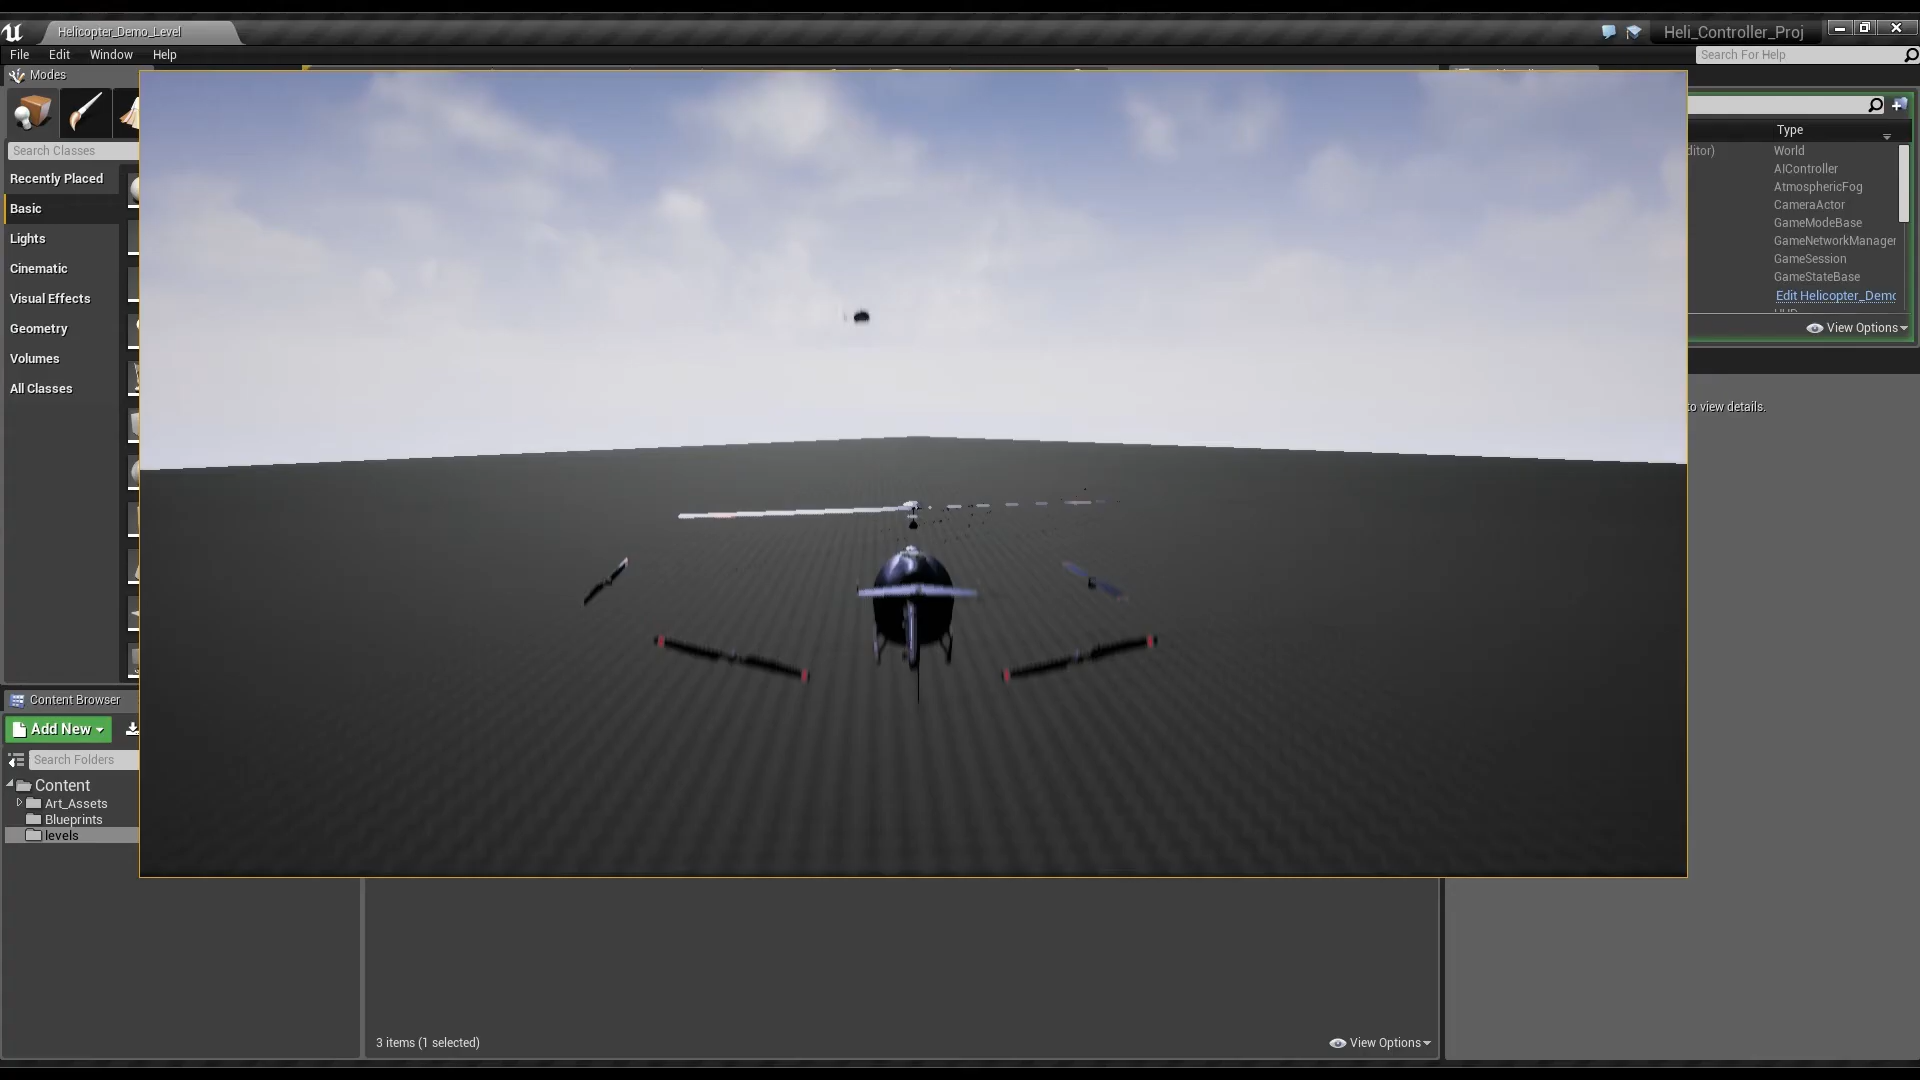 Helicopter_Demo_Level
Heli_Controller_Proj
File Edit Window Help
Search For Help
Modes
Search Classes
Recently Placed
Basic
Lights
Cinematic
Visual Effects
Geometry
Volumes
All Classes
Type
ditor) World
AIController
AtmosphericFog
CameraActor
GameModeBase
GameNetworkManager
GameSession
GameStateBase
Edit Helicopter_Demo
View Options
to view details.
Content Browser
Add New
Search Folders
Content
Art_Assets
Blueprints
levels
3 items (1 selected)
View Options